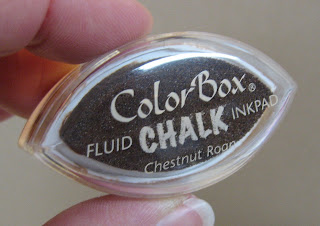 ColorBox®
FLUID CHALK INKPAD
Chestnut Roan